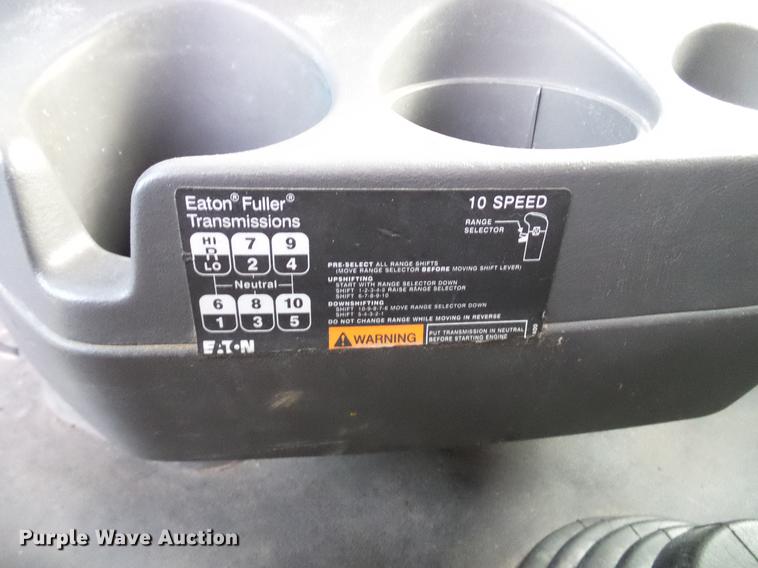 Eaton® Fuller®
Transmissions
10 SPEED
RANGE
SELECTOR
HI 7 9
R
LO 2 4
Neutral
6 8 10
1 3 5
PRE-SELECT ALL RANGE SHIFTS
(MOVE RANGE SELECTOR BEFORE MOVING SHIFT LEVER)
UPSHIFTING
START WITH RANGE SELECTOR DOWN
SHIFT 1-2-3-4-5 RAISE RANGE SELECTOR
SHIFT 6-7-8-9-10
DOWNSHIFTING
SHIFT 10-9-8-7-6 MOVE RANGE SELECTOR DOWN
SHIFT 5-4-3-2-1
DO NOT CHANGE RANGE WHILE MOVING IN REVERSE
EATON
WARNING
PUT TRANSMISSION IN NEUTRAL
BEFORE STARTING ENGINE
Purple Wave Auction